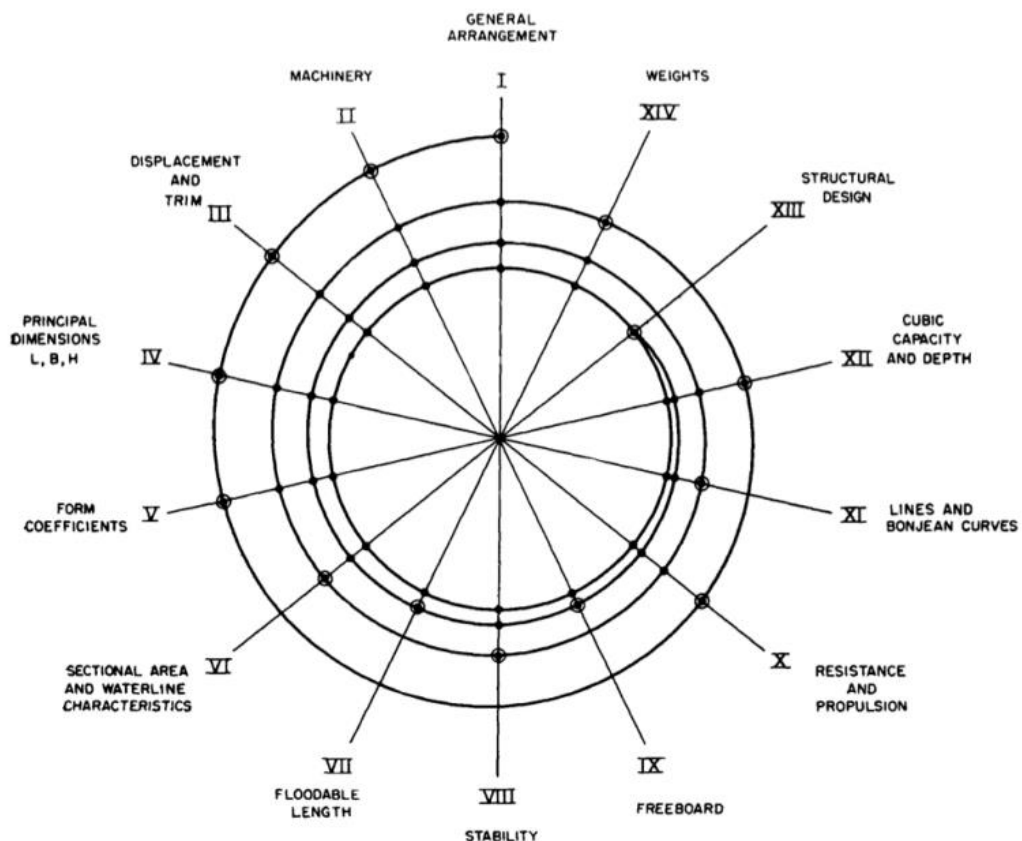 GENERAL
ARRANGEMENT
I
MACHINERY
II
DISPLACEMENT
AND
TRIM
III
PRINCIPAL
DIMENSIONS
L, B, H
IV
FORM
COEFFICIENTS
V
SECTIONAL AREA
AND WATERLINE
CHARACTERISTICS
VI
VII
FLOODABLE
LENGTH
VIII
STABILITY
IX
FREEBOARD
X
RESISTANCE
AND
PROPULSION
XI
LINES AND
BONJEAN CURVES
XII
CUBIC
CAPACITY
AND DEPTH
XIII
STRUCTURAL
DESIGN
XIV
WEIGHTS